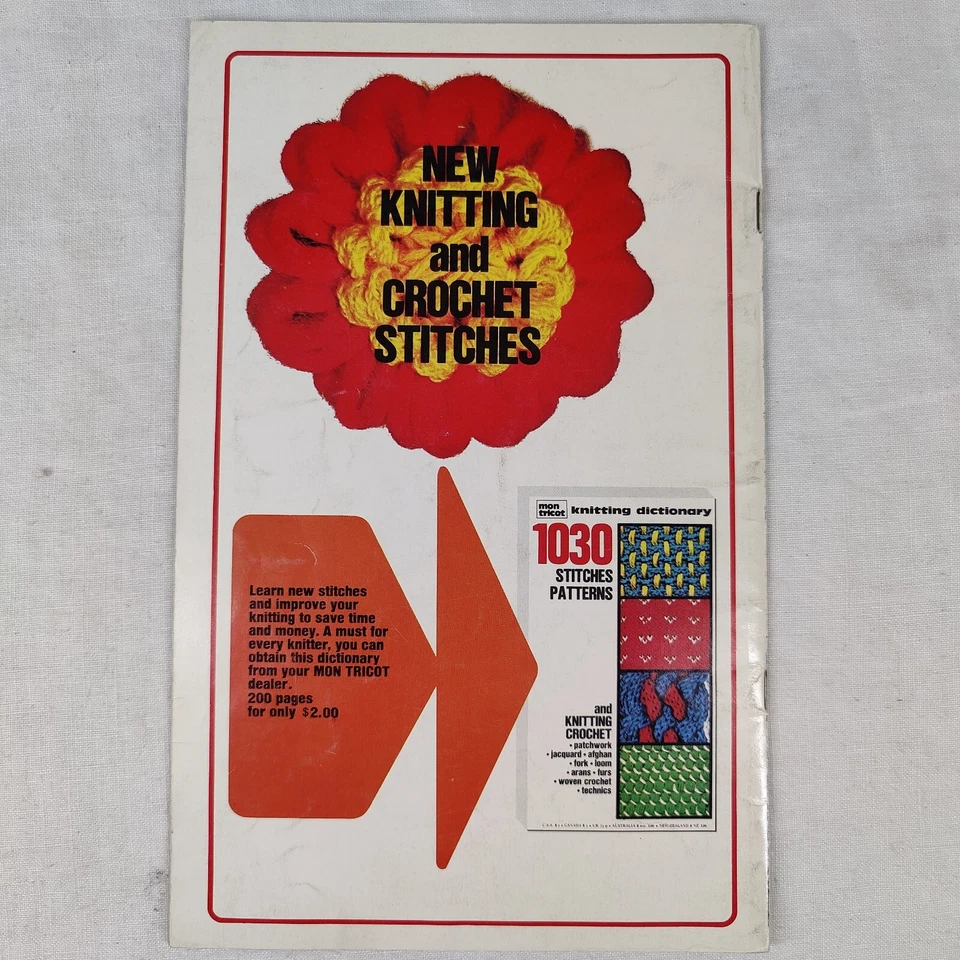 NEW
KNITTING
and
CROCHET
STITCHES
Learn new stitches
and improve your
knitting to save time
and money. A must for
every knitter, you can
obtain this dictionary
from your MON TRICOT
dealer.
200 pages
for only $2.00
mon
tricot
knitting dictionary
1030
STITCHES
PATTERNS
and
KNITTING
CROCHET
• patchwork
• jacquard • afghan
• fork • loom
• arans • furs
• woven crochet
• technics